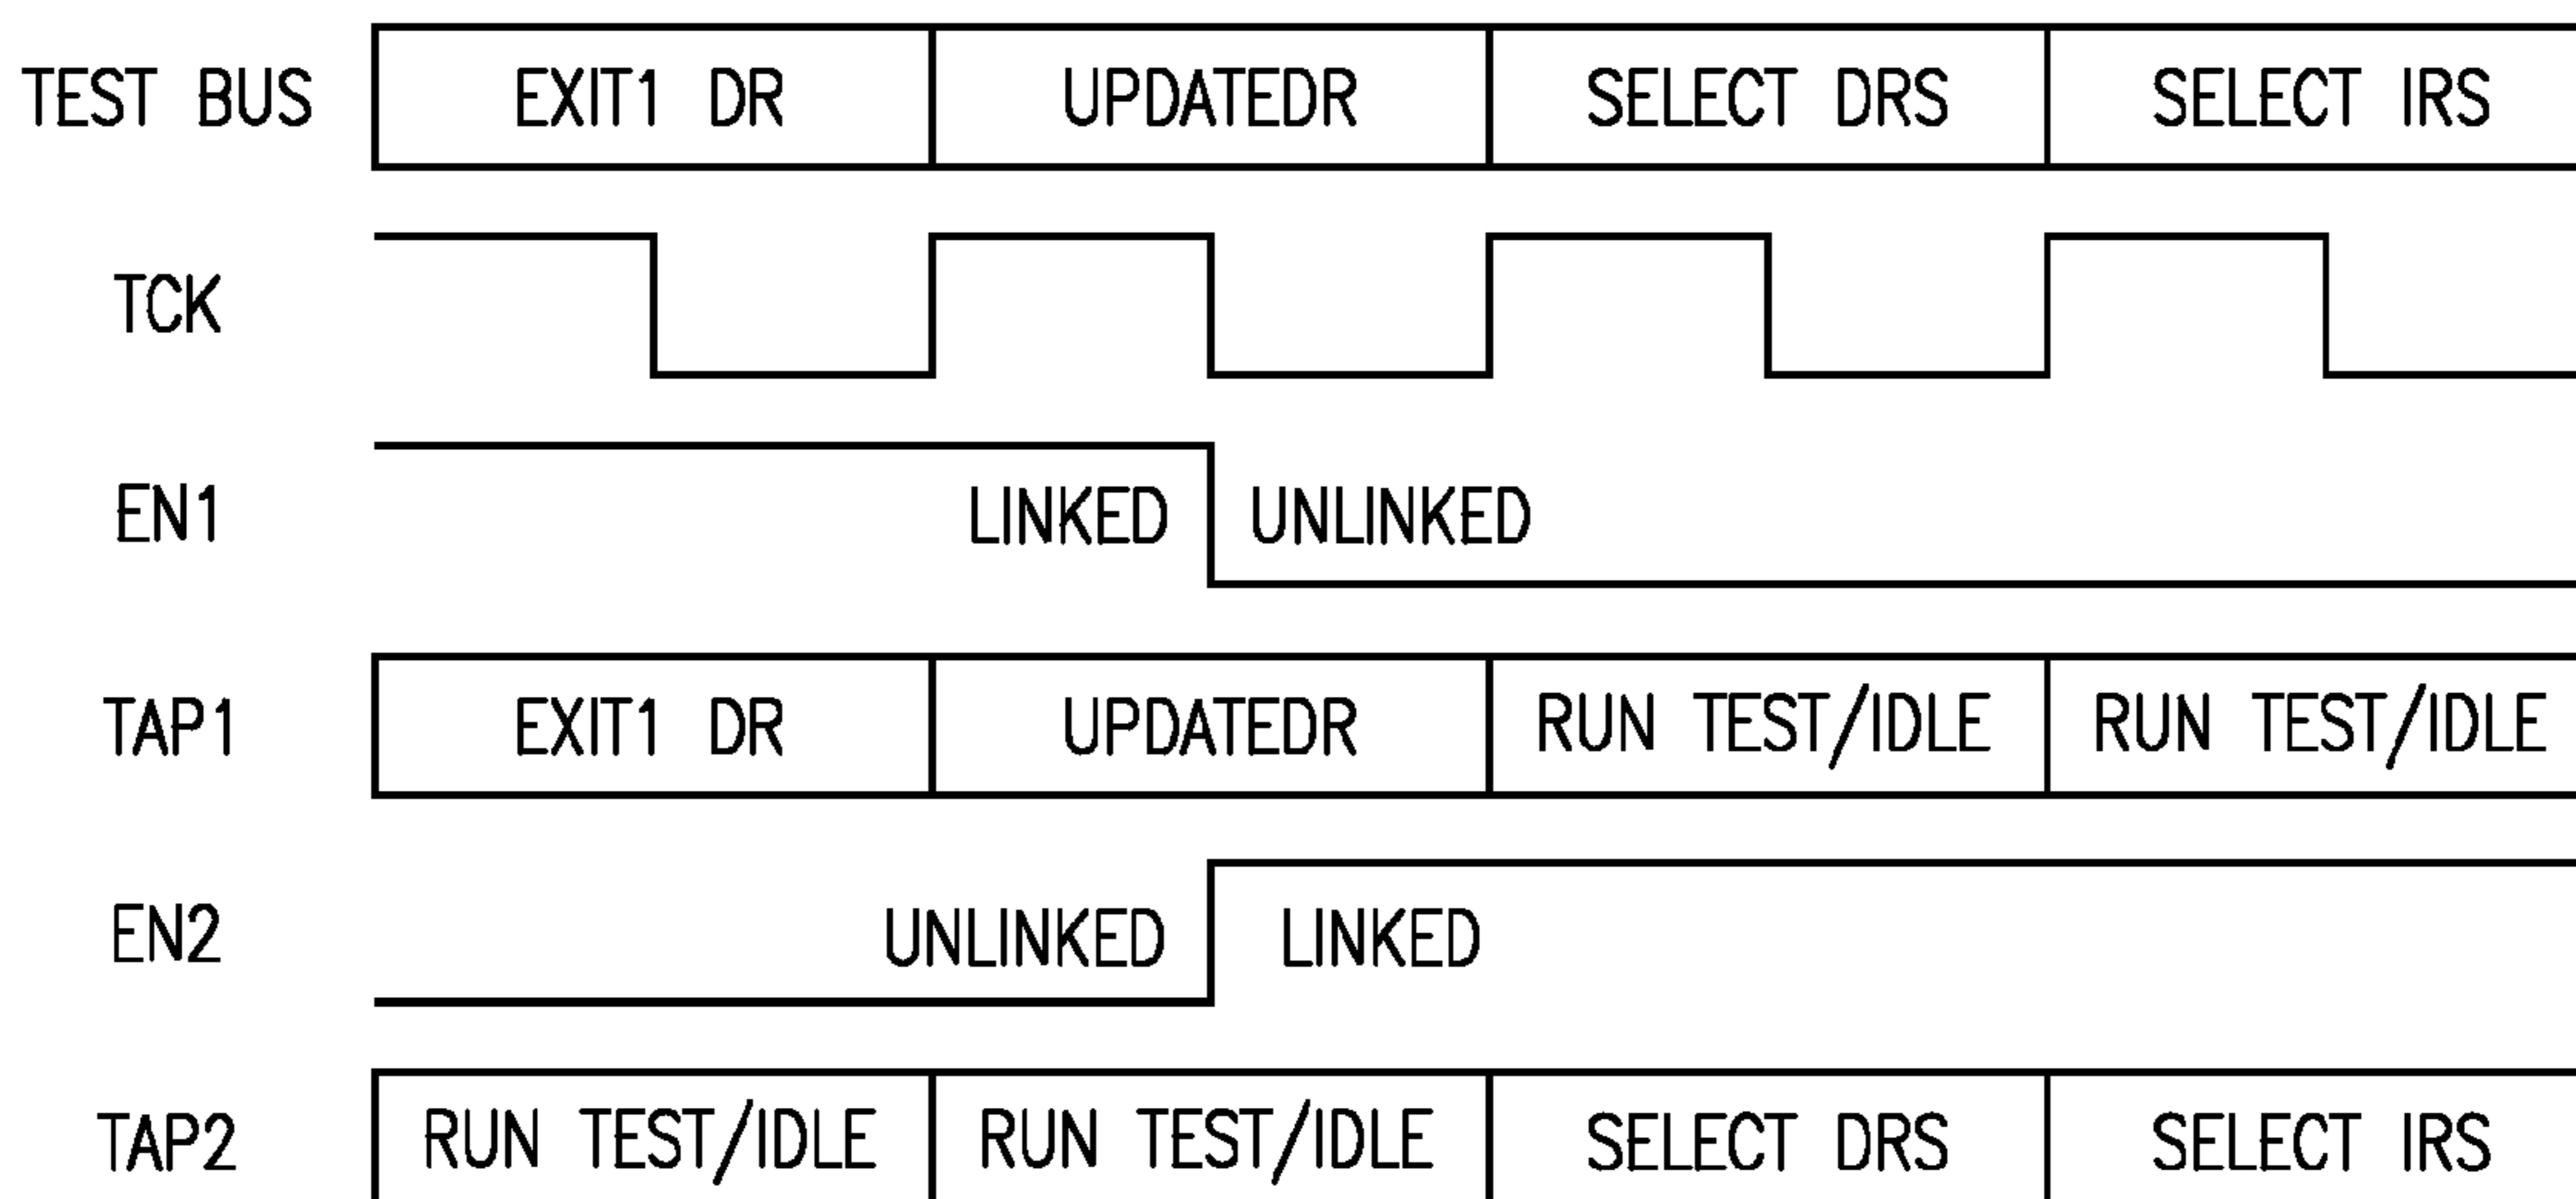 TEST BUS EXIT1 DR UPDATEDR SELECT DRS SELECT IRS
TCK
EN1 LINKED UNLINKED
TAP1 EXIT1 DR UPDATEDR RUN TEST/IDLE RUN TEST/IDLE
EN2 UNLINKED LINKED
TAP2 RUN TEST/IDLE RUN TEST/IDLE SELECT DRS SELECT IRS